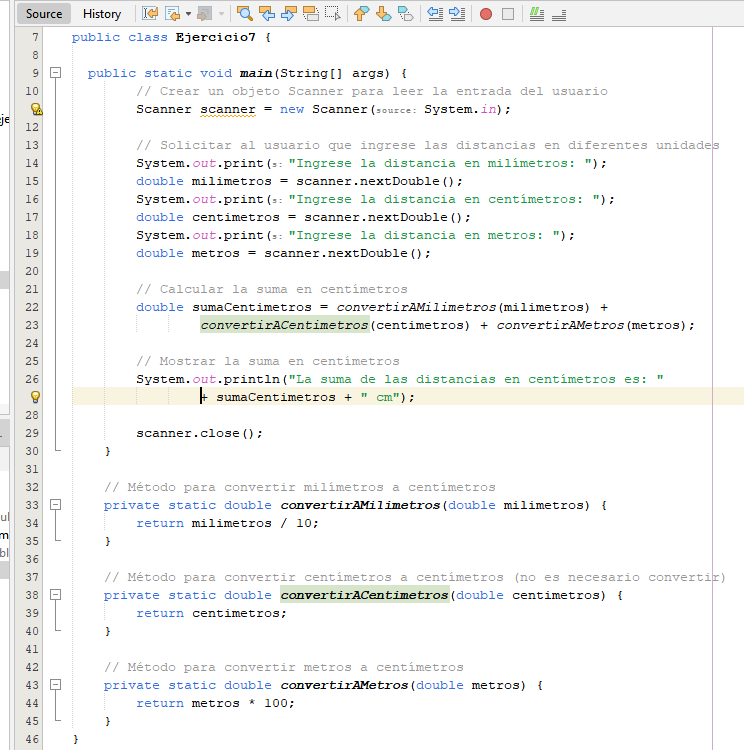 Source History
7 public class Ejercicio7 {
8
9 public static void main(String[] args) {
10 // Crear un objeto Scanner para leer la entrada del usuario
Scanner scanner = new Scanner(source: System.in);
12
13 // Solicitar al usuario que ingrese las distancias en diferentes unidades
14 System.out.print(s: "Ingrese la distancia en milímetros: ");
15 double milimetros = scanner.nextDouble();
16 System.out.print(s: "Ingrese la distancia en centímetros: ");
17 double centimetros = scanner.nextDouble();
18 System.out.print(s: "Ingrese la distancia en metros: ");
19 double metros = scanner.nextDouble();
20
21 // Calcular la suma en centímetros
22 double sumaCentimetros = convertirAMilimetros(milimetros) +
23 convertirACentimetros(centimetros) + convertirAMetros(metros);
24
25 // Mostrar la suma en centímetros
26 System.out.println("La suma de las distancias en centímetros es: "
+ sumaCentimetros + " cm");
28
29 scanner.close();
30 }
31
32 // Método para convertir milímetros a centímetros
33 private static double convertirAMilimetros(double milimetros) {
34 return milimetros / 10;
35 }
36
37 // Método para convertir centímetros a centímetros (no es necesario convertir)
38 private static double convertirACentimetros(double centimetros) {
39 return centimetros;
40 }
41
42 // Método para convertir metros a centímetros
43 private static double convertirAMetros(double metros) {
44 return metros * 100;
45 }
46 }